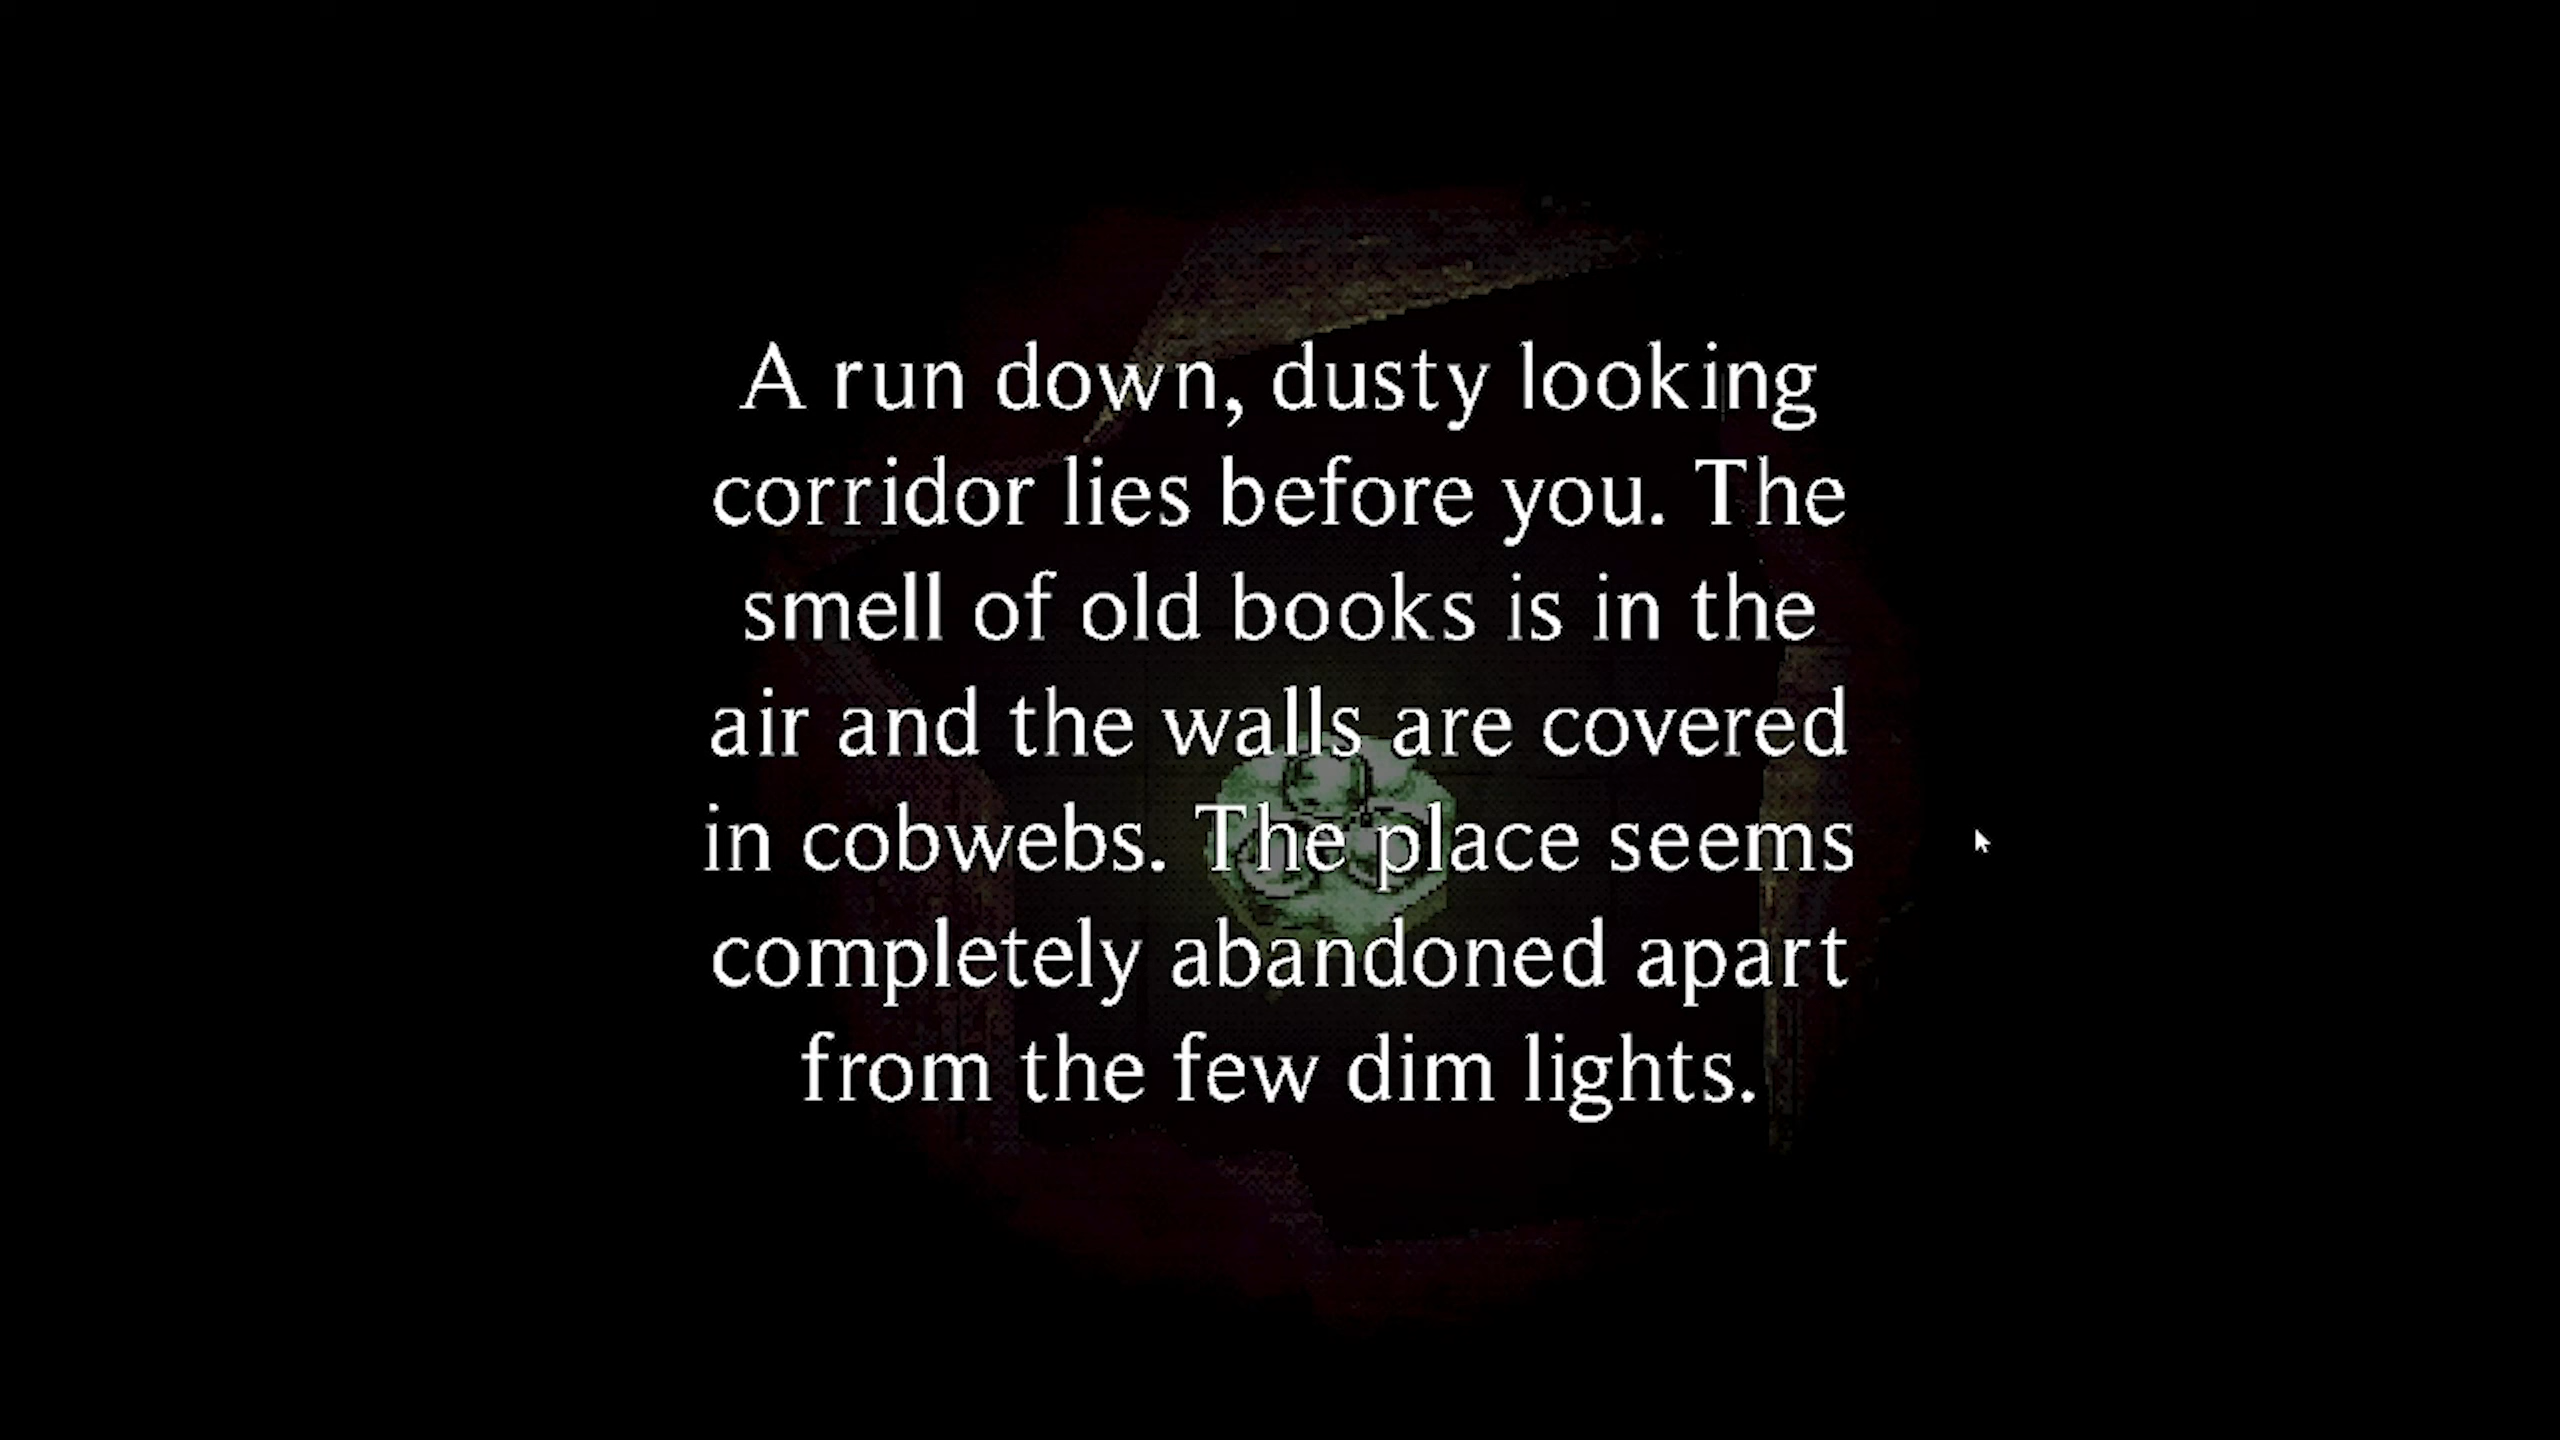 A run down, dusty looking
corridor lies before you. The
smell of old books is in the
air and the walls are covered
in cobwebs. The place seems
completely abandoned apart
from the few dim lights.